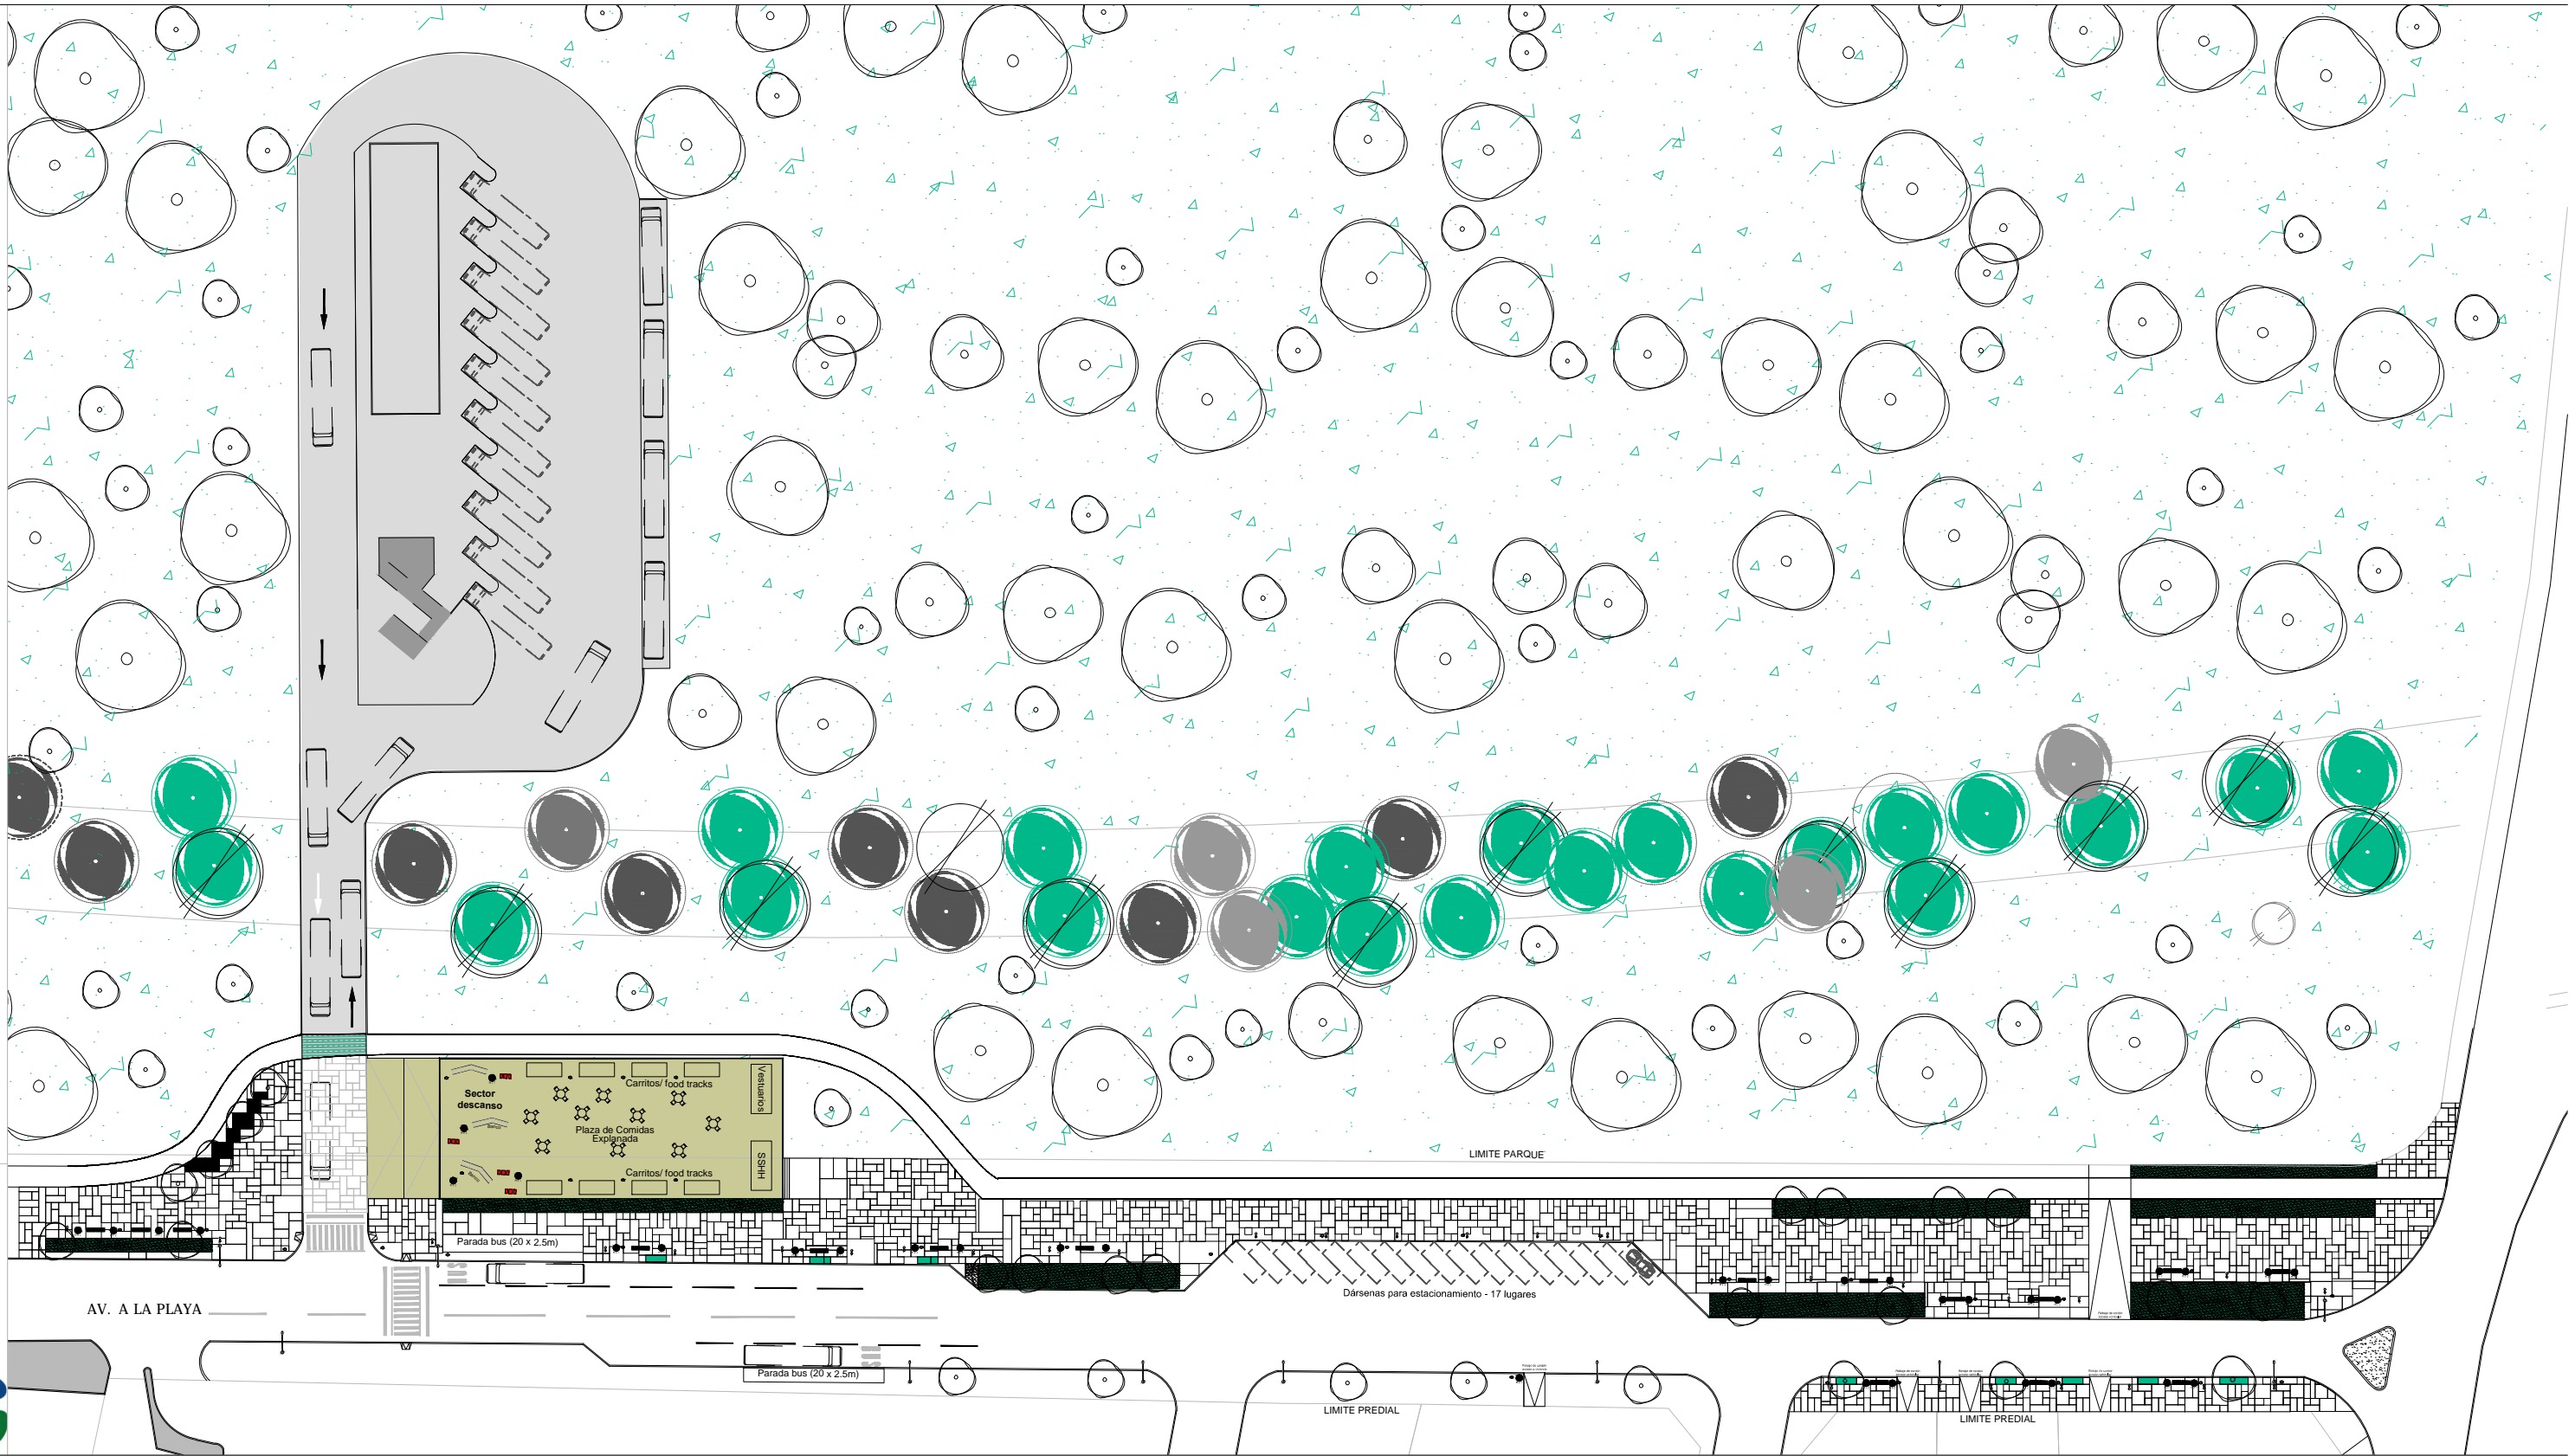 Carritos/ food tracks
Vestuarios
Sector
descanso
Plaza de Comidas
Explanada
SSHH
Carritos/ food tracks
LIMITE PARQUE
Parada bus (20 x 2.5m)
BUS
Dársenas para estacionamiento - 17 lugares
AV. A LA PLAYA
BUS
Parada bus (20 x 2.5m)
LIMITE PREDIAL
LIMITE PREDIAL